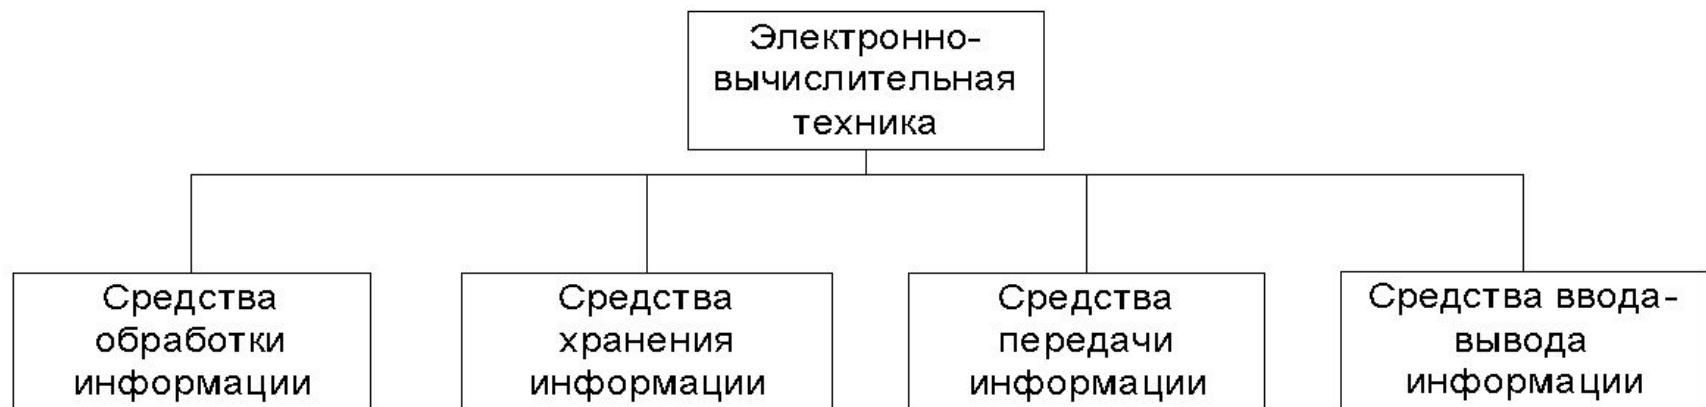 Электронно-
вычислительная
техника
Средства
обработки
информации
Средства
хранения
информации
Средства
передачи
информации
Средства ввода-
вывода
информации